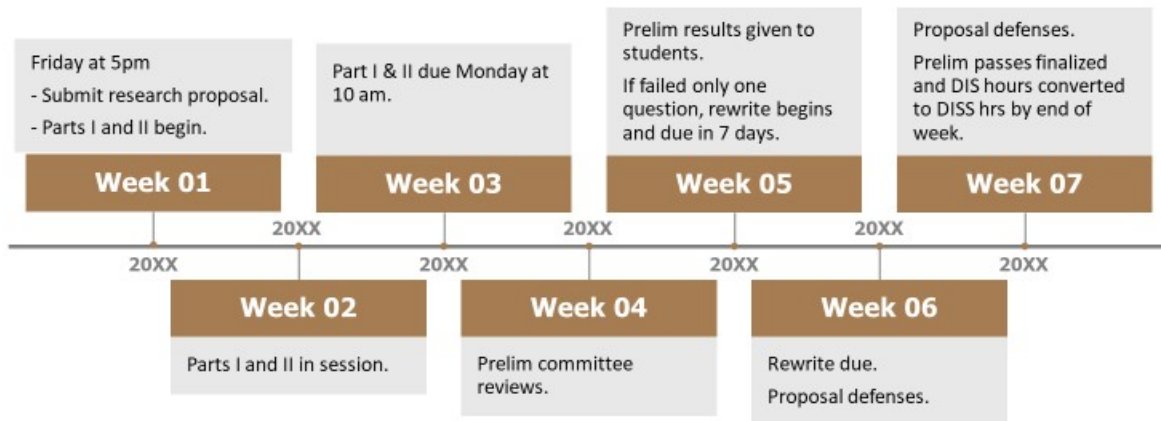 Friday at 5pm
- Submit research proposal.
- Parts I and II begin.
Week 01
20XX
Parts I and II in session.
Week 02
20XX
Part I & II due Monday at
10 am.
Week 03
20XX
Prelim committee
reviews.
Week 04
20XX
Prelim results given to
students.
If failed only one
question, rewrite begins
and due in 7 days.
Week 05
20XX
Rewrite due.
Proposal defenses.
Week 06
20XX
Proposal defenses.
Prelim passes finalized
and DIS hours converted
to DISS hrs by end of
week.
Week 07
20XX